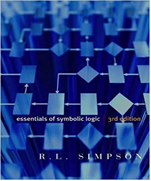 essentials of symbolic logic 3rd edition
R. L. SIMPSON